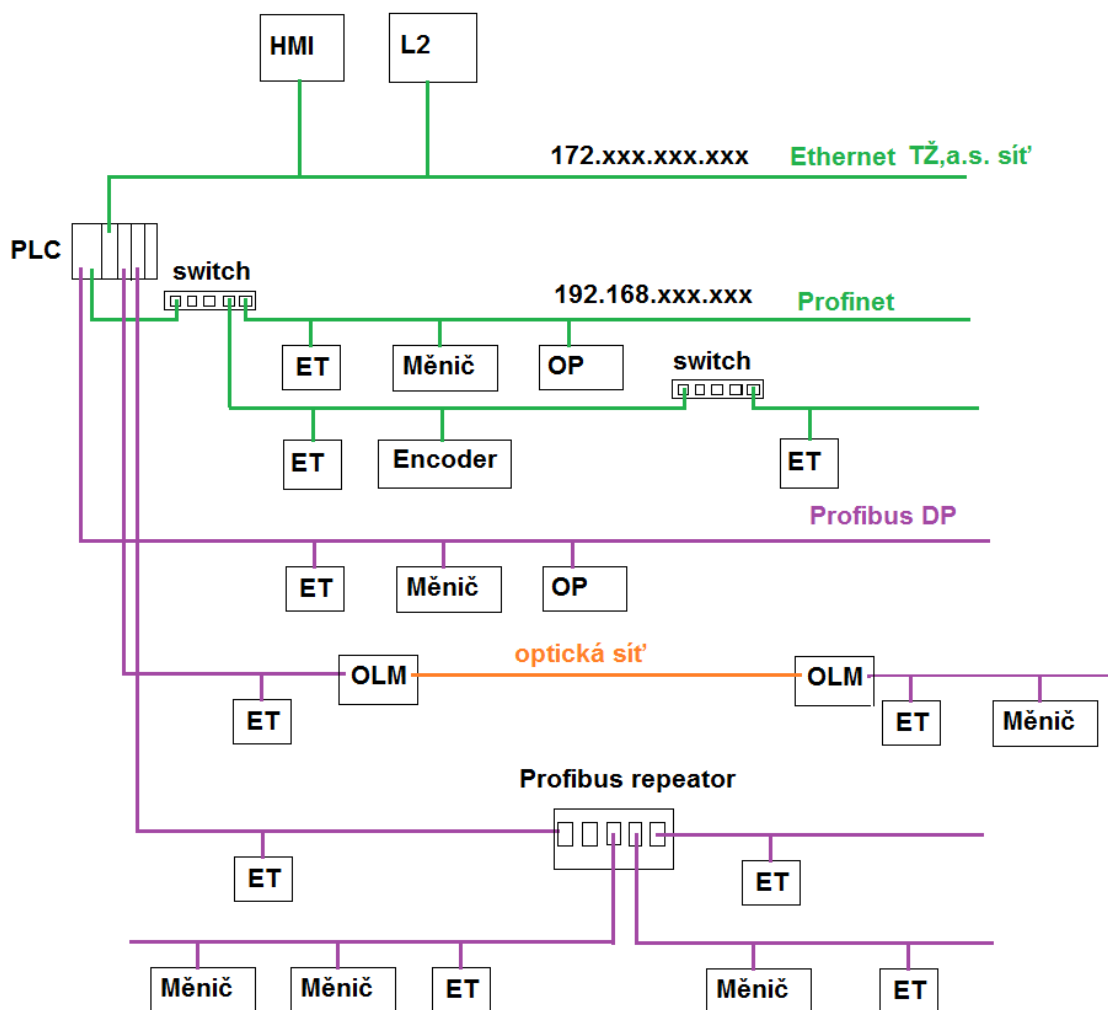 HMI
L2
172.xxx.xxx.xxx
Ethernet TŽ,a.s. síť
PLC
switch
192.168.xxx.xxx
Profinet
ET
Měnič
OP
switch
ET
Encoder
ET
Profibus DP
ET
Měnič
OP
optická síť
OLM
OLM
ET
ET
Měnič
Profibus repeator
ET
ET
Měnič
Měnič
ET
Měnič
ET